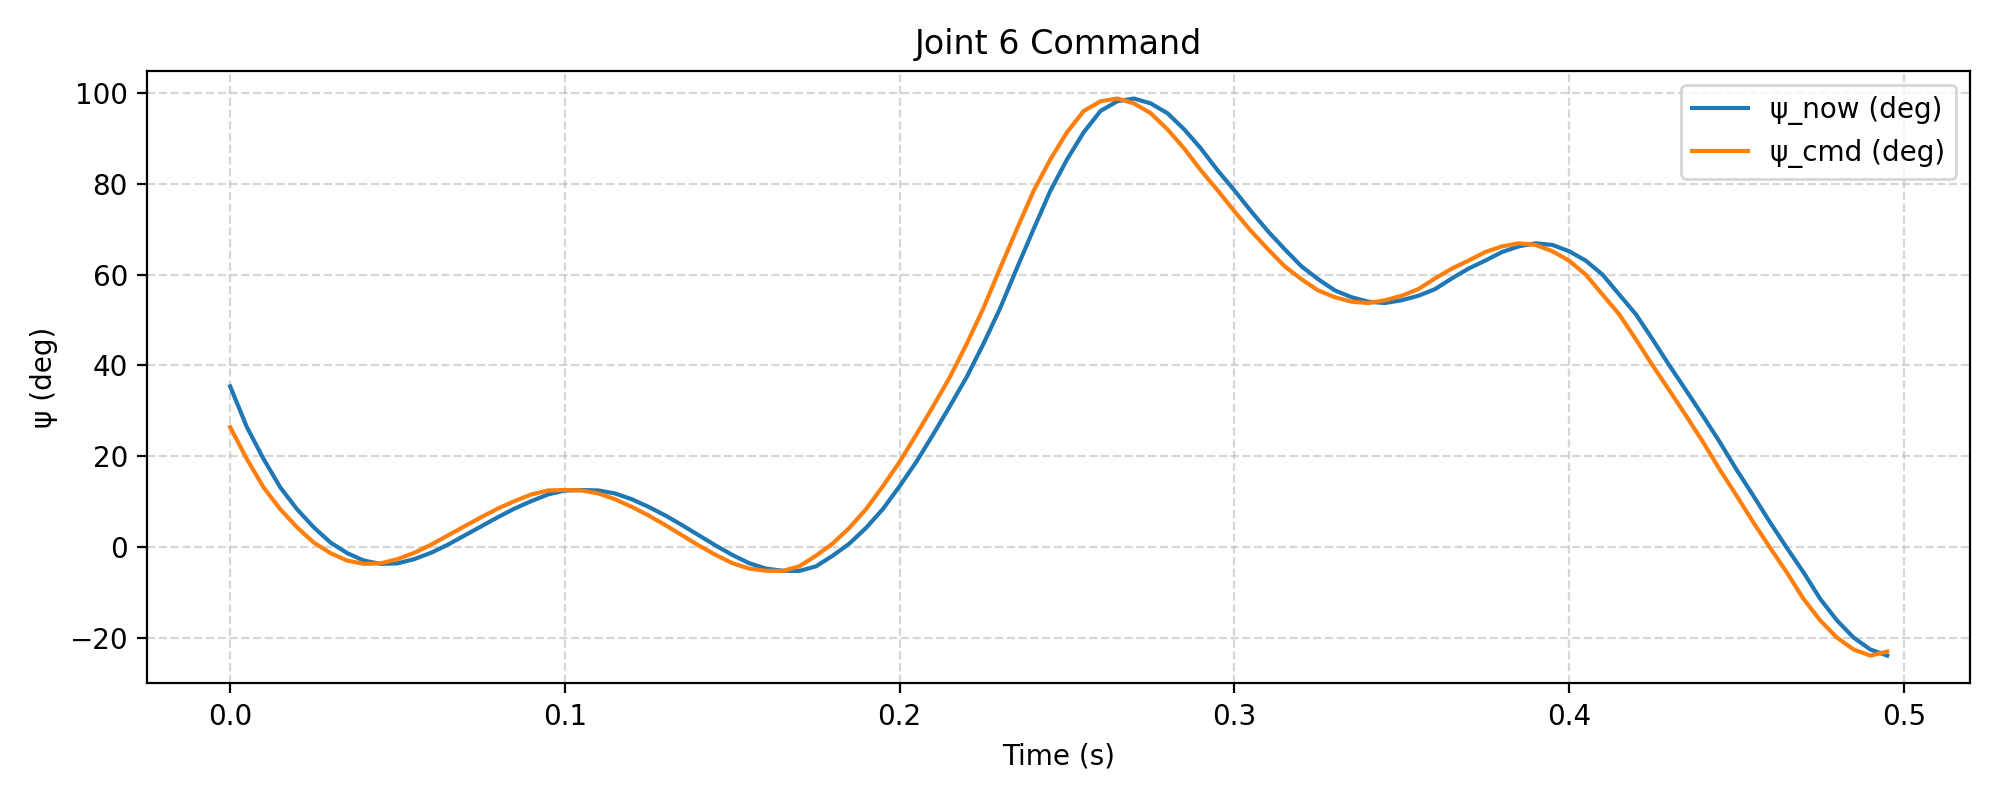 Joint 6 Command
ψ_now (deg)
ψ_cmd (deg)
ψ (deg)
100
80
60
40
20
0
−20
0.0 0.1 0.2 0.3 0.4 0.5
Time (s)